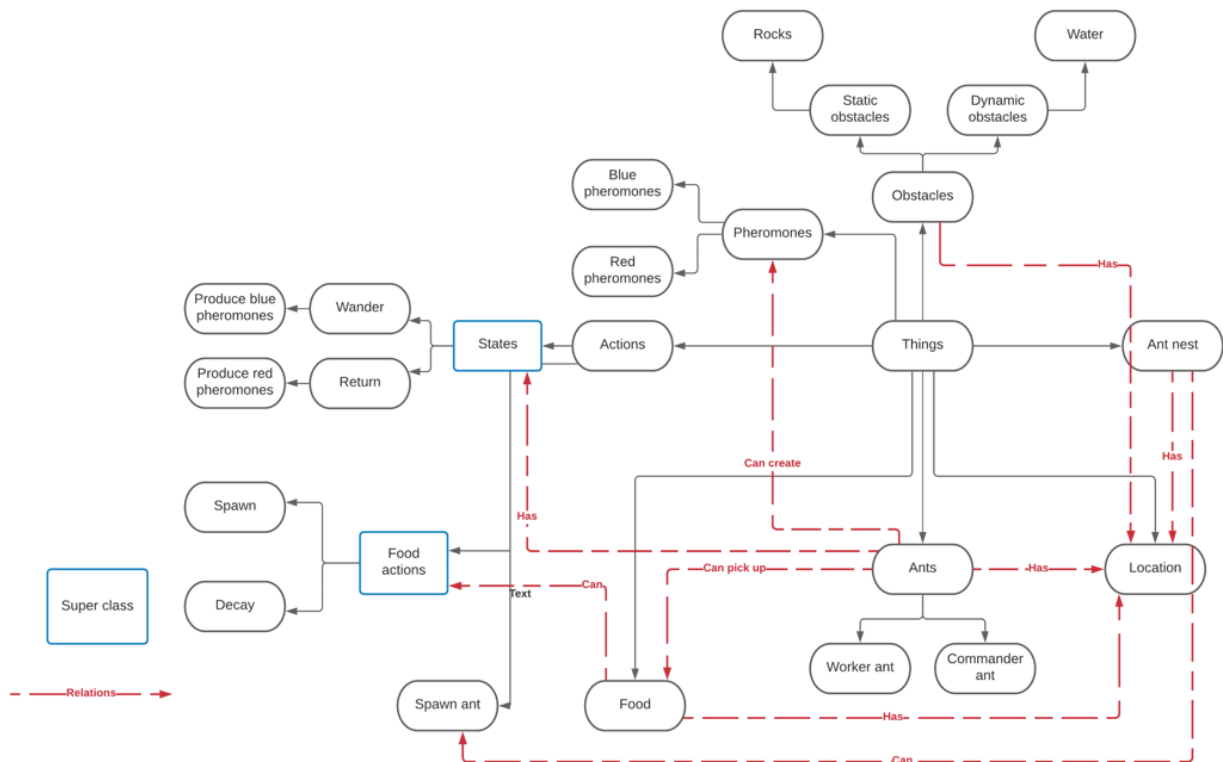 Rocks
Water
Static
obstacles
Dynamic
obstacles
Blue
pheromones
Obstacles
Pheromones
Red
pheromones
Has
Produce blue
pheromones
Wander
States
Actions
Things
Ant nest
Produce red
pheromones
Return
Can create
Has
Spawn
Has
Food
actions
Can pick up
Ants
Has
Location
Can
Text
Super class
Decay
Worker ant
Commander
ant
Relations
Spawn ant
Food
Has
Can